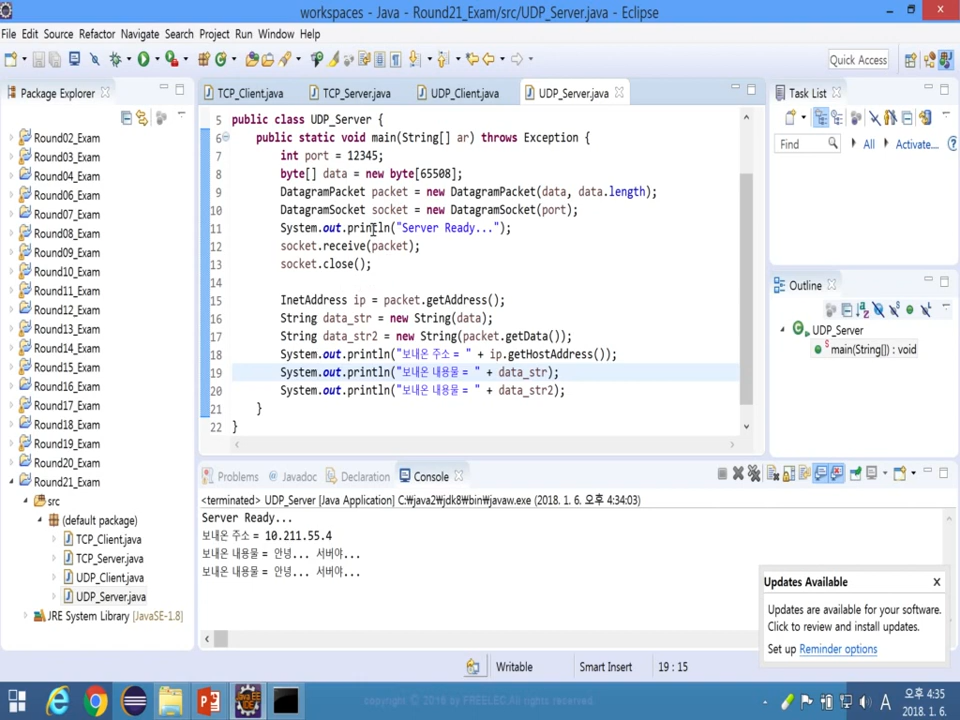 workspaces - Java - Round21_Exam/src/UDP_Server.java - Eclipse
File Edit Source Refactor Navigate Search Project Run Window Help
Quick Access
Package Explorer
Round02_Exam
Round03_Exam
Round04_Exam
Round06_Exam
Round07_Exam
Round08_Exam
Round09_Exam
Round10_Exam
Round11_Exam
Round12_Exam
Round13_Exam
Round14_Exam
Round15_Exam
Round16_Exam
Round17_Exam
Round18_Exam
Round19_Exam
Round20_Exam
Round21_Exam
src
(default package)
TCP_Client.java
TCP_Server.java
UDP_Client.java
UDP_Server.java
JRE System Library [JavaSE-1.8]
TCP_Client.java TCP_Server.java UDP_Client.java UDP_Server.java
5 public class UDP_Server {
6 public static void main(String[] ar) throws Exception {
7 int port = 12345;
8 byte[] data = new byte[65508];
9 DatagramPacket packet = new DatagramPacket(data, data.length);
10 DatagramSocket socket = new DatagramSocket(port);
11 System.out.println("Server Ready...");
12 socket.receive(packet);
13 socket.close();
14
15 InetAddress ip = packet.getAddress();
16 String data_str = new String(data);
17 String data_str2 = new String(packet.getData());
18 System.out.println("보내온 주소 = " + ip.getHostAddress());
19 System.out.println("보내온 내용물 = " + data_str);
20 System.out.println("보내온 내용물 = " + data_str2);
21 }
22 }
Task List
Find All Activate...
Outline
UDP_Server
main(String[]) : void
Problems Javadoc Declaration Console
<terminated> UDP_Server [Java Application] C:₩java2₩jdk8₩bin₩javaw.exe (2018. 1. 6. 오후 4:34:03)
Server Ready...
보내온 주소 = 10.211.55.4
보내온 내용물 = 안녕... 서버야...
보내온 내용물 = 안녕... 서버야...
Updates Available
Updates are available for your software.
Click to review and install updates.
Set up Reminder options
Writable Smart Insert 19 : 15
copyright © 2016 by FREELEC.All rights reserved
A
오후 4:35
2018. 1. 6.